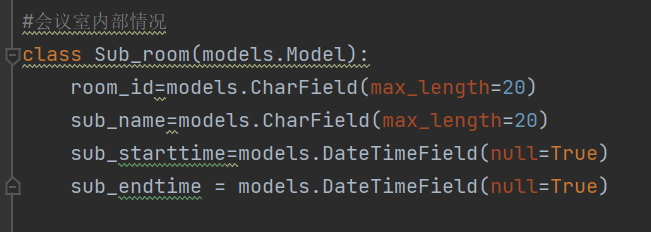 #会议室内部情况
class Sub_room(models.Model):
    room_id=models.CharField(max_length=20)
    sub_name=models.CharField(max_length=20)
    sub_starttime=models.DateTimeField(null=True)
    sub_endtime = models.DateTimeField(null=True)